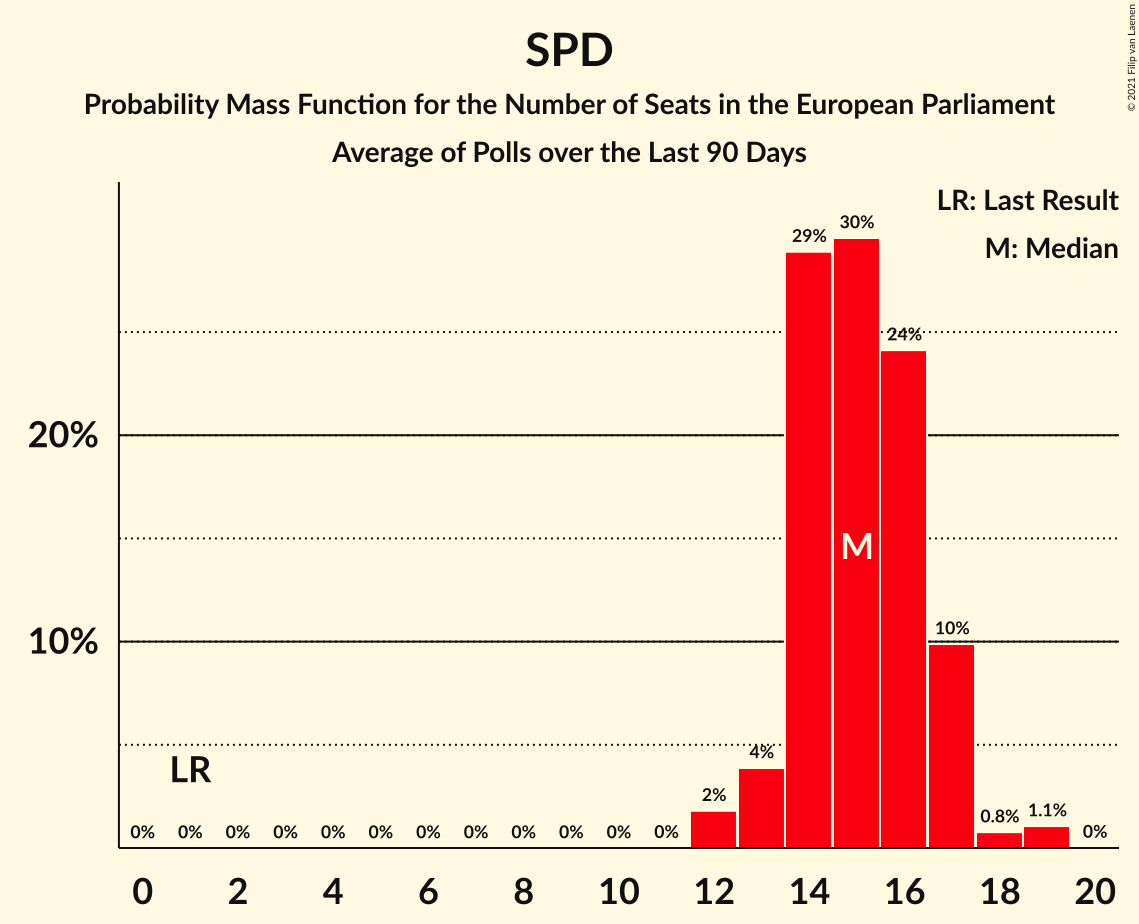 SPD
Probability Mass Function for the Number of Seats in the European Parliament
Average of Polls over the Last 90 Days
© 2021 Filip van Laenen
LR: Last Result
M: Median
20%
10%
LR
M
0% 0% 0% 0% 0% 0% 0% 0% 0% 0% 0% 0% 2% 4% 29% 30% 24% 10% 0.8% 1.1% 0%
0 2 4 6 8 10 12 14 16 18 20